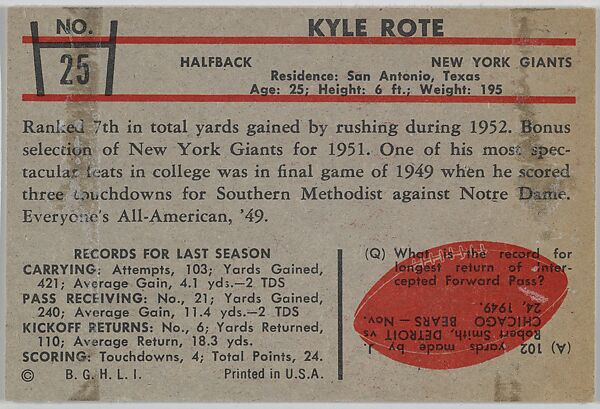 NO.
25
KYLE ROTE
HALFBACK NEW YORK GIANTS
Residence: San Antonio, Texas
Age: 25; Height: 6 ft.; Weight: 195
Ranked 7th in total yards gained by rushing during 1952. Bonus
selection of New York Giants for 1951. One of his most spec-
tacular feats in college was in final game of 1949 when he scored
three touchdowns for Southern Methodist against Notre Dame.
Everyone's All-American, '49.
RECORDS FOR LAST SEASON
CARRYING: Attempts, 103; Yards Gained,
421; Average Gain, 4.1 yds.—2 TDS
PASS RECEIVING: No., 21; Yards Gained,
240; Average Gain, 11.4 yds.—2 TDS
KICKOFF RETURNS: No., 6; Yards Returned,
110; Average Return, 18.3 yds.
SCORING: Touchdowns, 4; Total Points, 24.
© B. G. H. L. I. Printed in U.S.A.
(Q) What is the record for
longest return of inter-
cepted Forward Pass?
(A) 102 yards made by J.
Robert Smith, DETROIT vs
CHICAGO BEARS — Nov.
24, 1949.